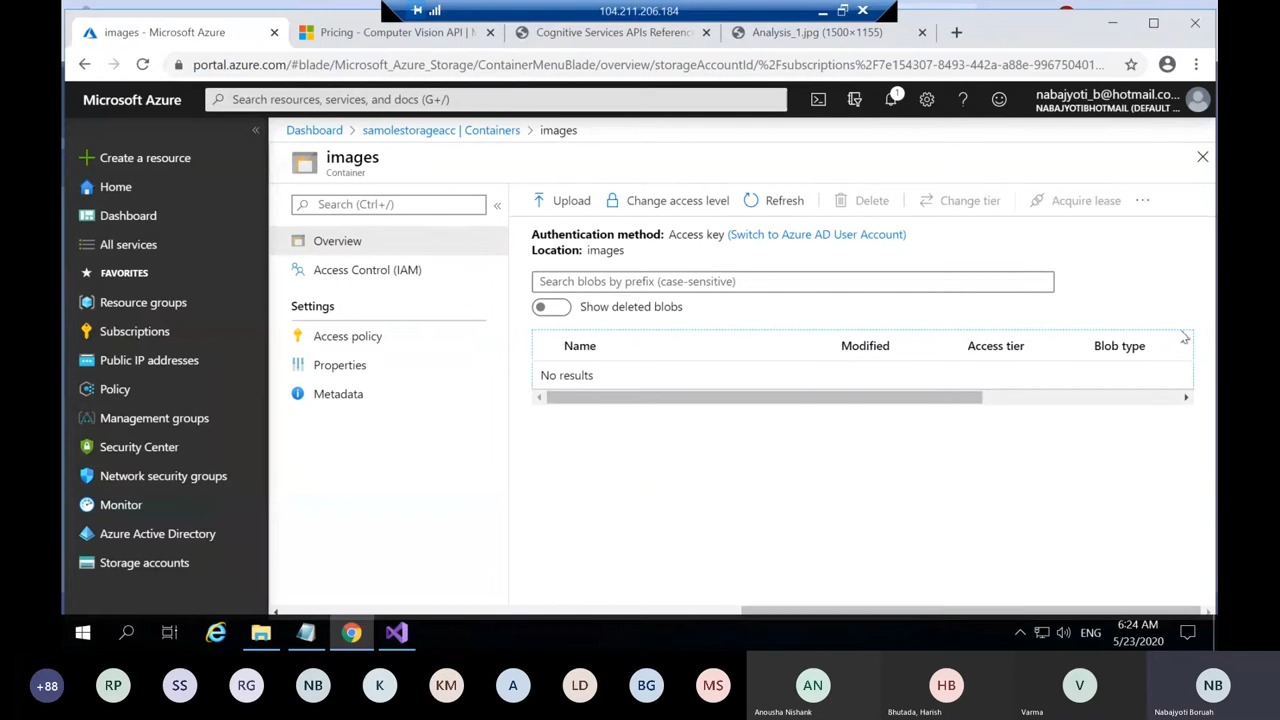 104.211.206.184
images - Microsoft Azure
Pricing - Computer Vision API | M
Cognitive Services APIs Referenc
Analysis_1.jpg (1500×1155)
portal.azure.com/#blade/Microsoft_Azure_Storage/ContainerMenuBlade/overview/storageAccountId/%2Fsubscriptions%2F7e154307-8493-442a-a88e-996750401...
Microsoft Azure
Search resources, services, and docs (G+/)
1
nabajyoti_b@hotmail.co...
NABAJYOTIBHOTMAIL (DEFAULT ...
Dashboard
samolestorageacc | Containers
images
Create a resource
Home
Dashboard
All services
FAVORITES
Resource groups
Subscriptions
Public IP addresses
Policy
Management groups
Security Center
Network security groups
Monitor
Azure Active Directory
Storage accounts
images
Container
Search (Ctrl+/)
Overview
Access Control (IAM)
Settings
Access policy
Properties
Metadata
Upload
Change access level
Refresh
Delete
Change tier
Acquire lease
Authentication method: Access key (Switch to Azure AD User Account)
Location: images
Search blobs by prefix (case-sensitive)
Show deleted blobs
Name Modified Access tier Blob type
No results
ENG
6:24 AM
5/23/2020
+88
RP
SS
RG
NB
K
KM
A
LD
BG
MS
AN
Anousha Nishank
HB
Bhutada, Harish
V
Varma
NB
Nabajyoti Boruah